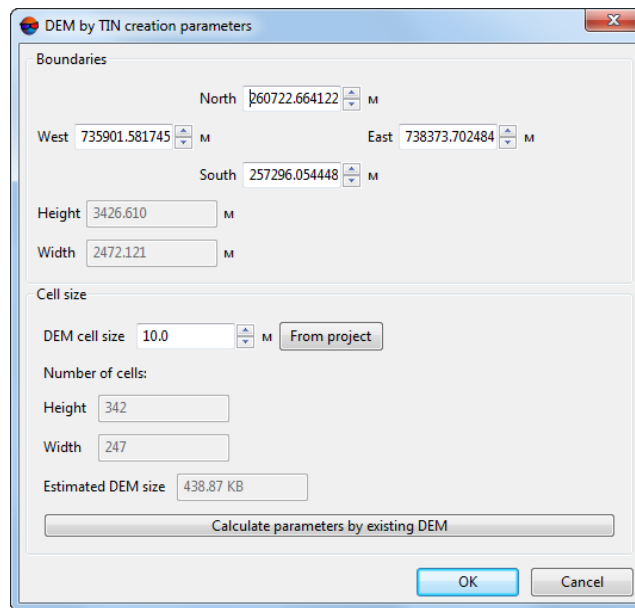 DEM by TIN creation parameters
Boundaries
North 260722.664122 м
West 735901.581745 м East 738373.702484 м
South 257296.054448 м
Height 3426.610 м
Width 2472.121 м
Cell size
DEM cell size 10.0 м From project
Number of cells:
Height 342
Width 247
Estimated DEM size 438.87 KB
Calculate parameters by existing DEM
OK Cancel